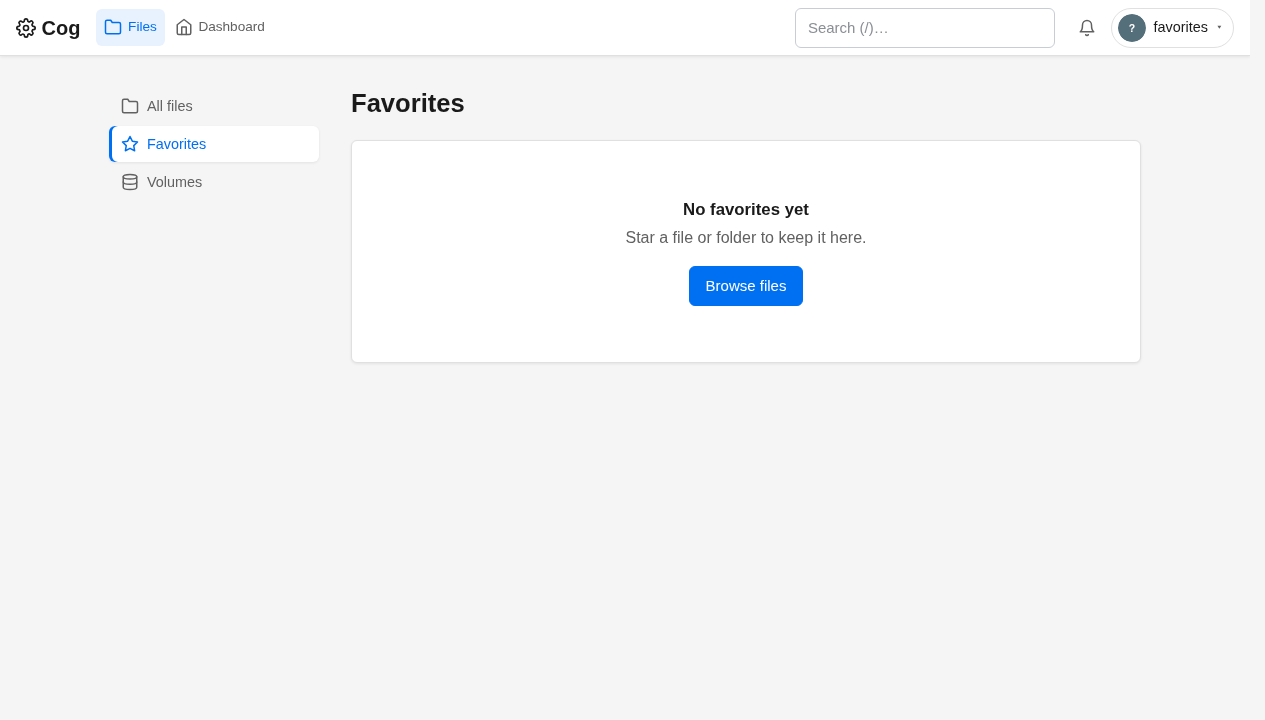 Cog
Files
Dashboard
Search (/)…
?
favorites
All files
Favorites
Volumes
Favorites
No favorites yet
Star a file or folder to keep it here.
Browse files